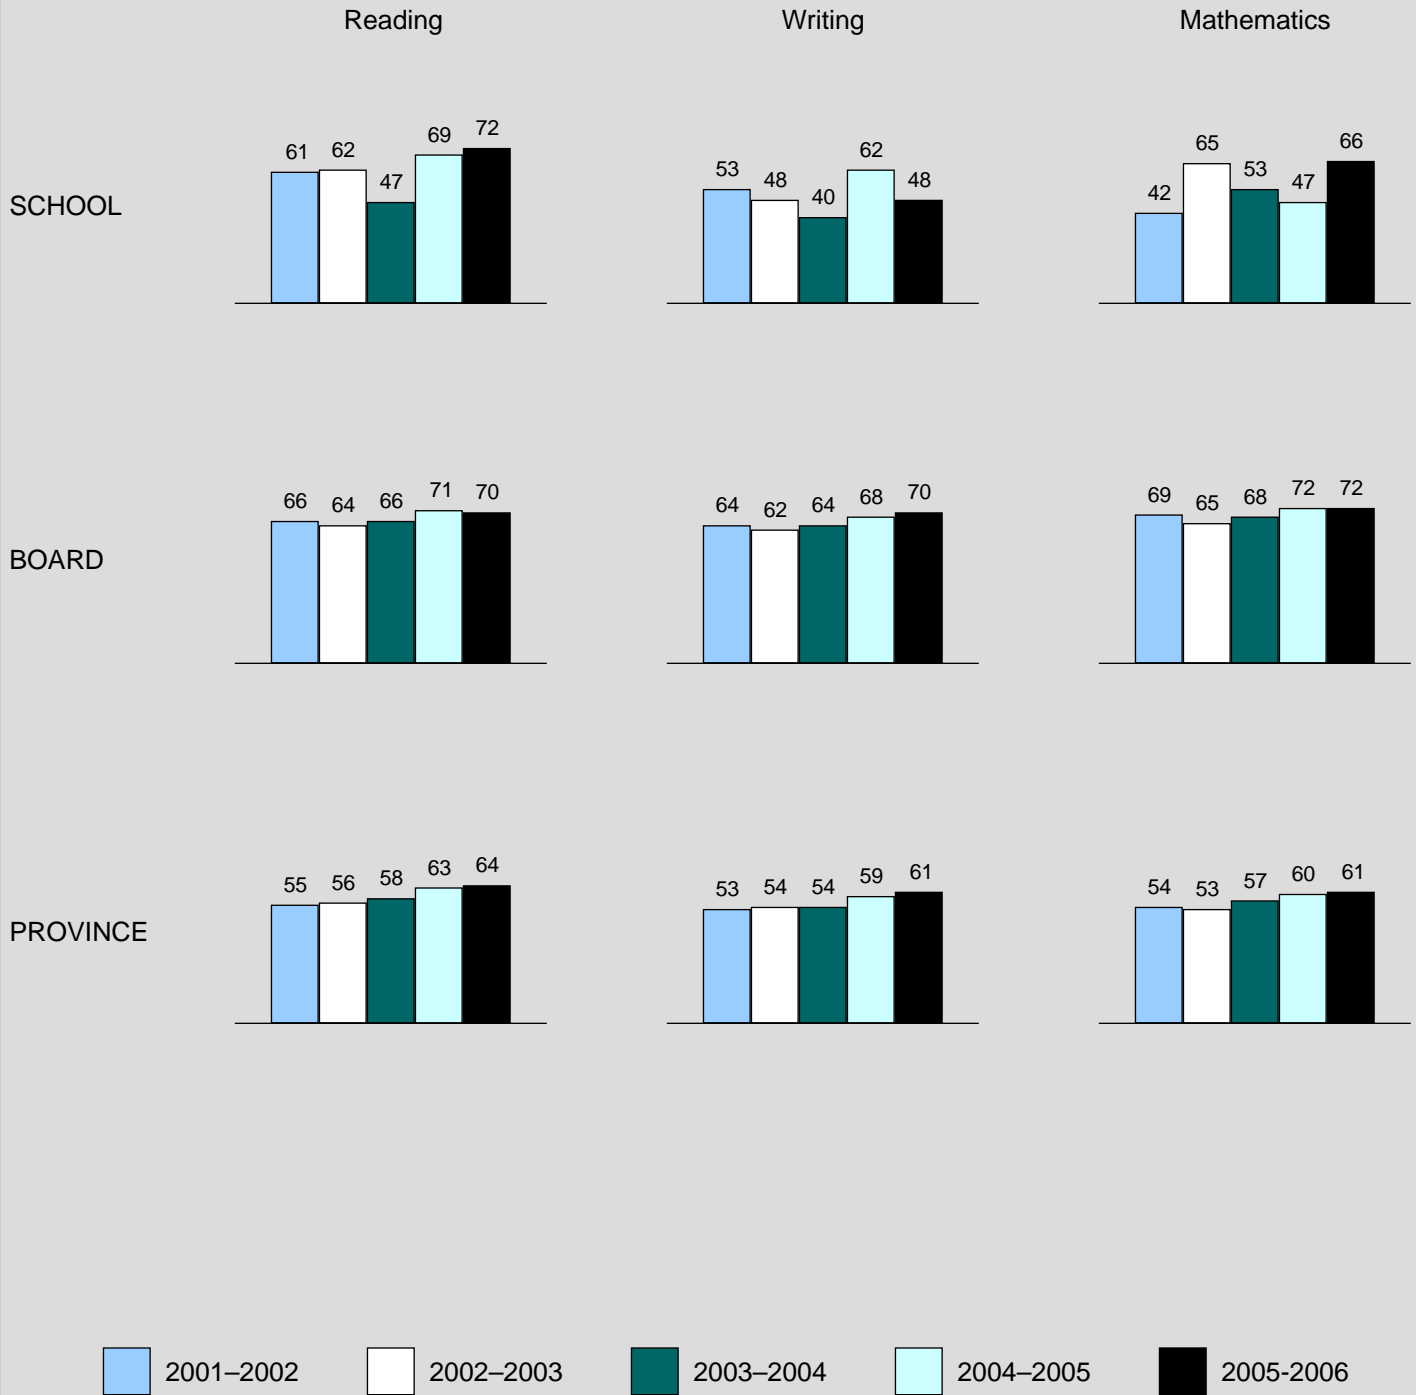 Reading Writing Mathematics
SCHOOL
61 62 47 69 72
53 48 40 62 48
42 65 53 47 66
BOARD
66 64 66 71 70
64 62 64 68 70
69 65 68 72 72
PROVINCE
55 56 58 63 64
53 54 54 59 61
54 53 57 60 61
2001–2002 2002–2003 2003–2004 2004–2005 2005-2006